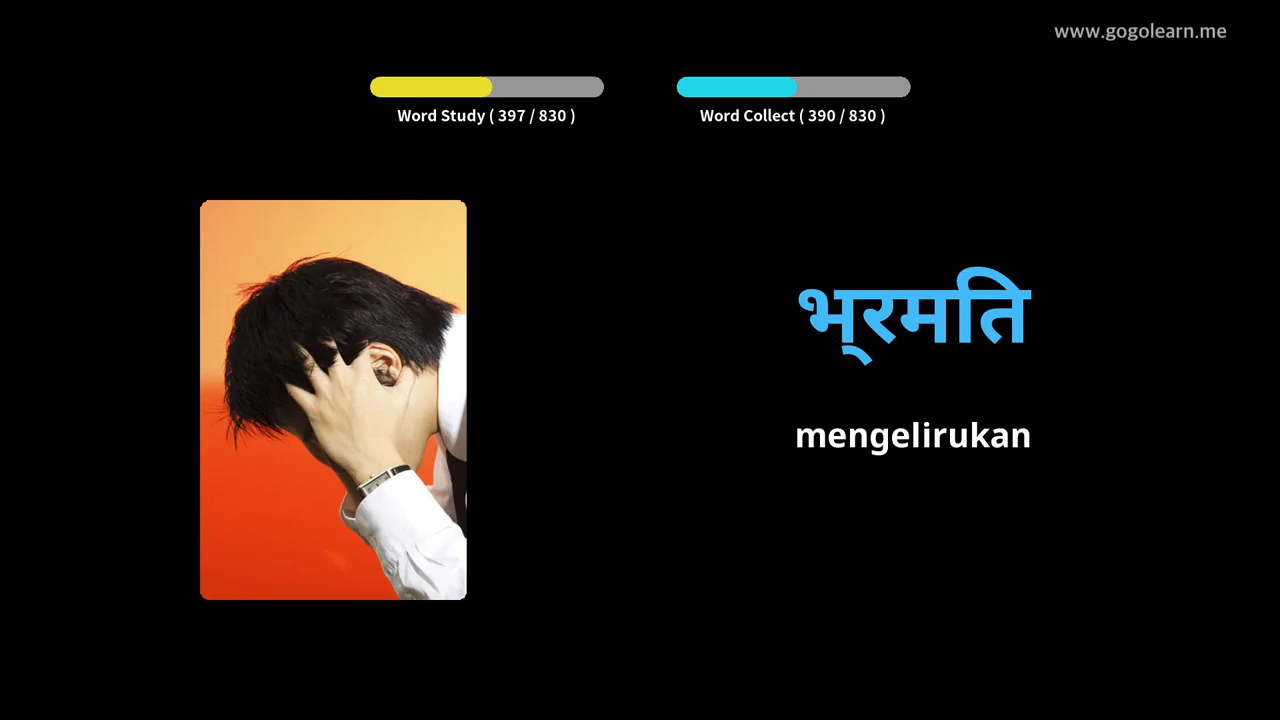 www.gogolearn.me
Word Study ( 397 / 830 )
Word Collect ( 390 / 830 )
भ्रमति
mengelirukan